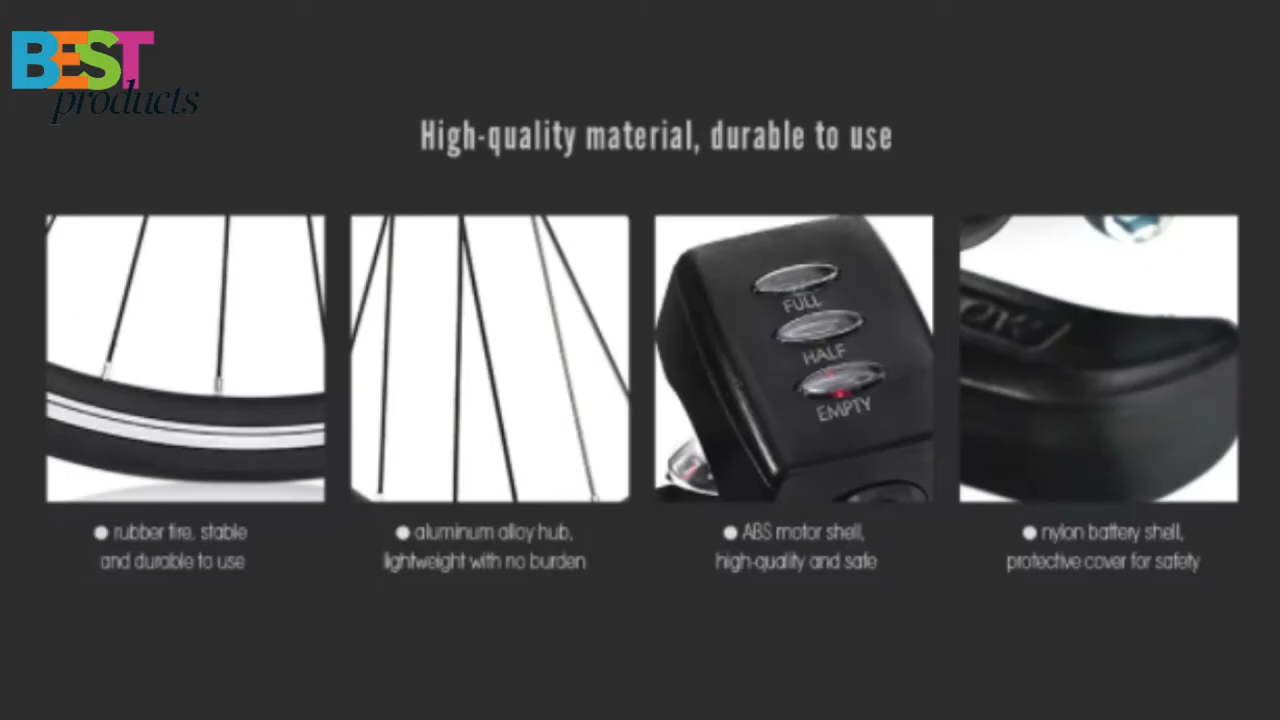 BEST
products
High-quality material, durable to use
FULL
HALF
EMPTY
● rubber tire, stable
and durable to use
● aluminum alloy hub,
lightweight with no burden
● ABS motor shell,
high-quality and safe
● nylon battery shell,
protective cover for safety